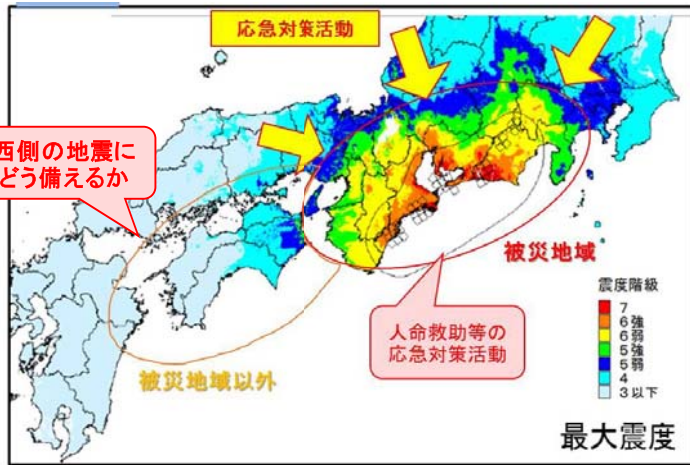 応急対策活動
西側の地震に
どう備えるか
被災地域
人命救助等の
応急対策活動
被災地域以外
震度階級
7
6強
6弱
5強
5弱
4
3以下
最大震度